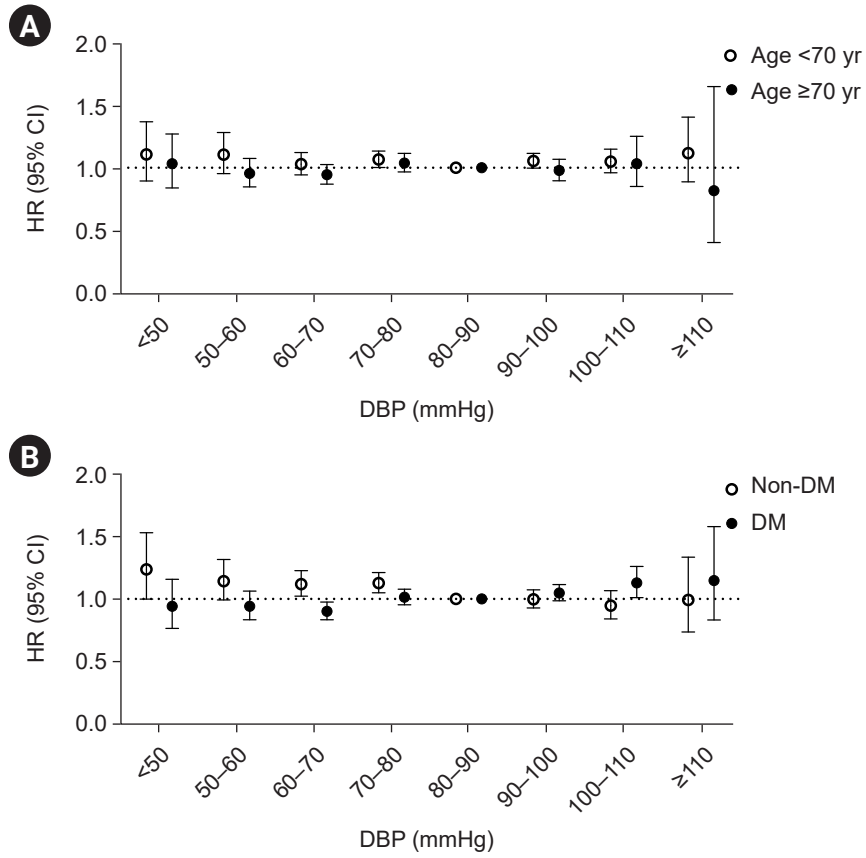 A
2.0
1.5
1.0
0.5
0.0
HR (95% CI)
Age <70 yr
Age ≥70 yr
<50
50–60
60–70
70–80
80–90
90–100
100–110
≥110
DBP (mmHg)
B
2.0
1.5
1.0
0.5
0.0
HR (95% CI)
Non-DM
DM
<50
50–60
60–70
70–80
80–90
90–100
100–110
≥110
DBP (mmHg)